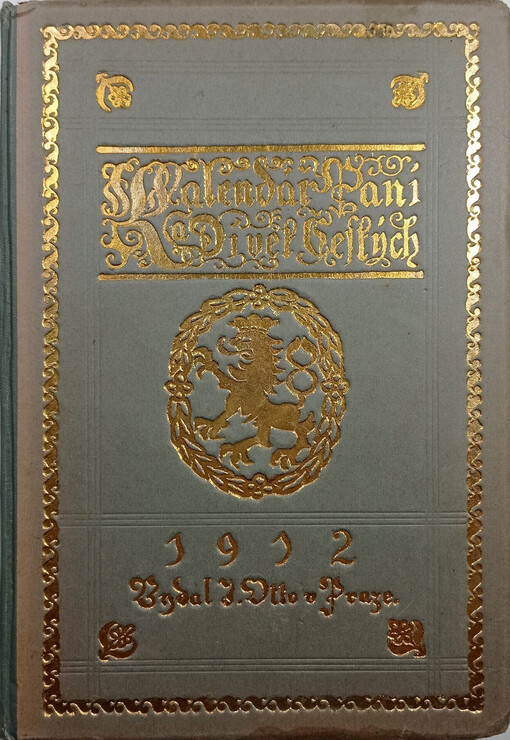 Kalendář Paní
a Dívek Českých
1912
Vydal J. Otto v Praze.